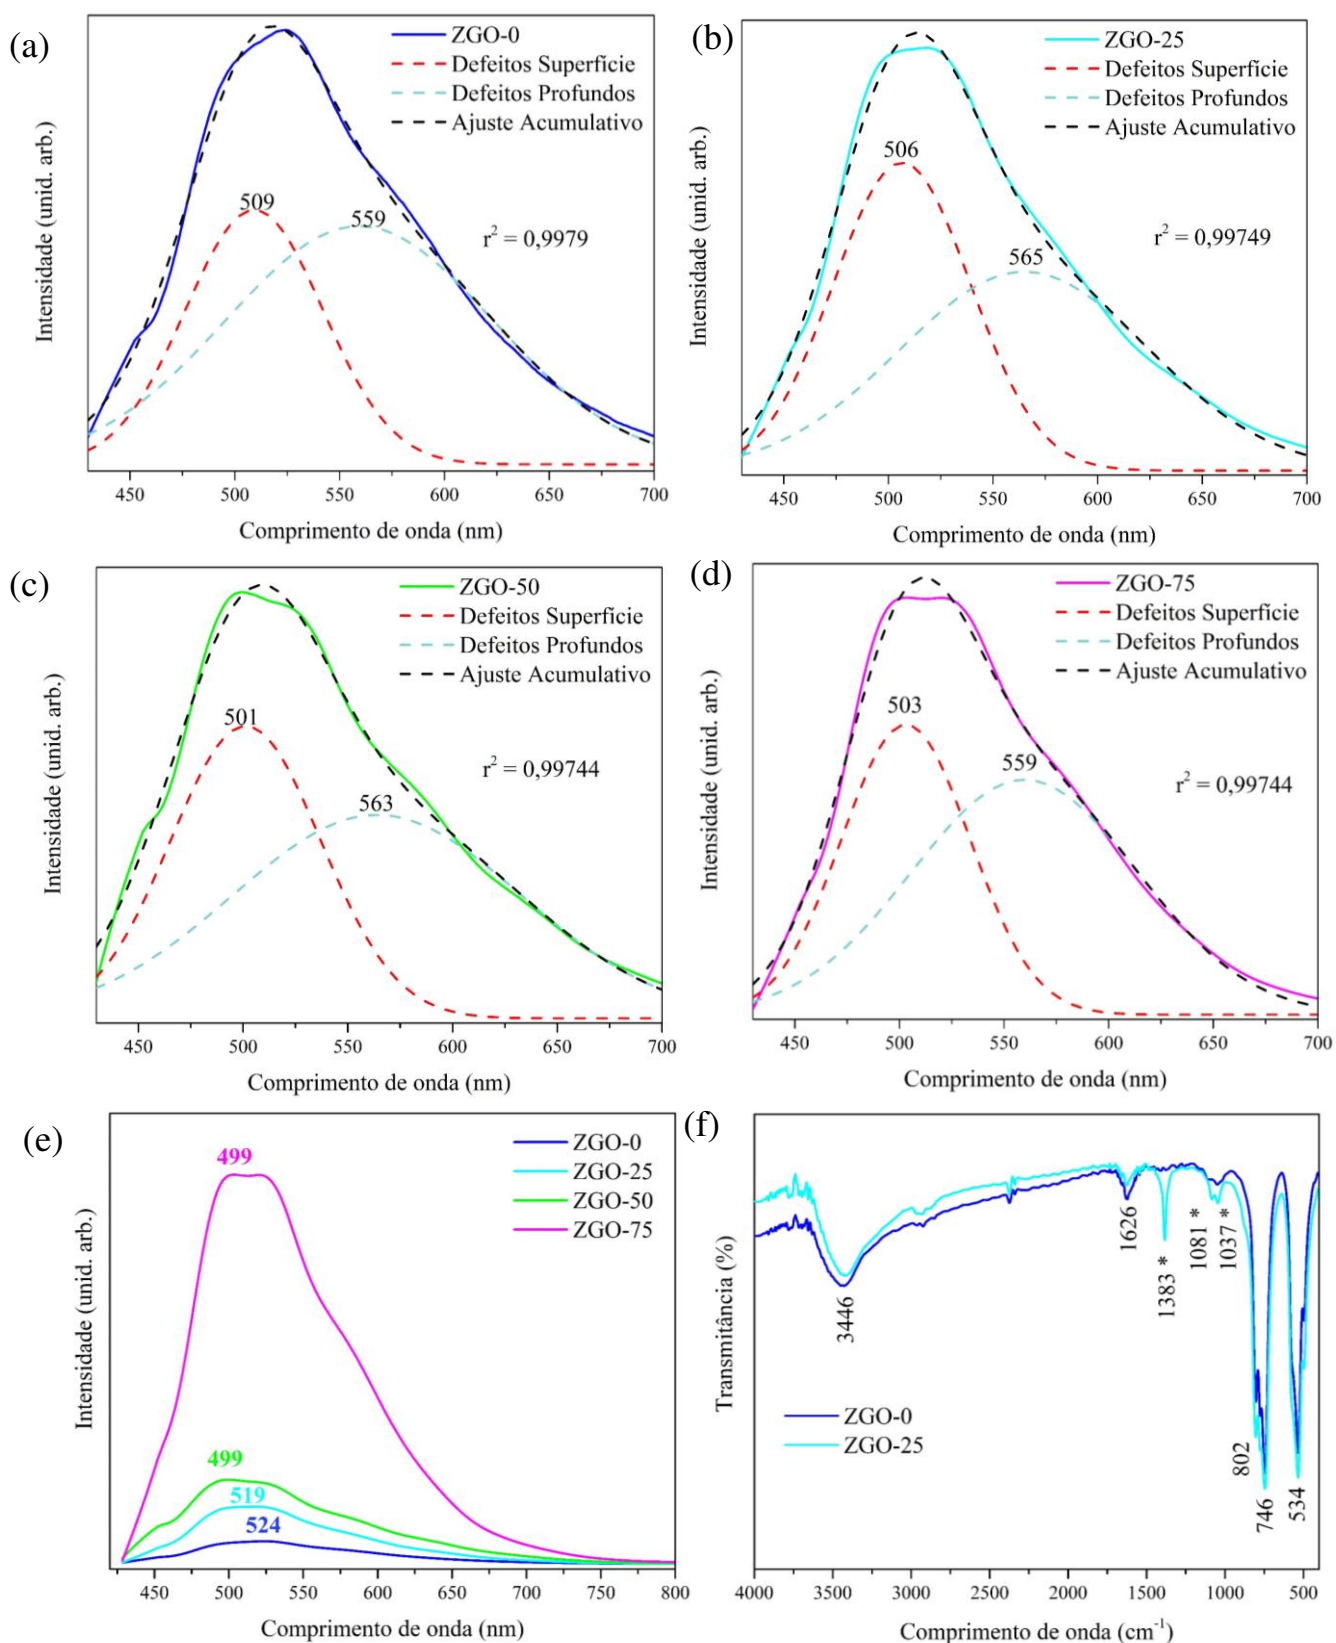 (a)
ZGO-0
Defeitos Superfície
Defeitos Profundos
Ajuste Acumulativo
509
559
r² = 0,9979
Intensidade (unid. arb.)
450 500 550 600 650 700
Comprimento de onda (nm)
(b)
ZGO-25
Defeitos Superfície
Defeitos Profundos
Ajuste Acumulativo
506
565
r² = 0,99749
Intensidade (unid. arb.)
450 500 550 600 650 700
Comprimento de onda (nm)
(c)
ZGO-50
Defeitos Superfície
Defeitos Profundos
Ajuste Acumulativo
501
563
r² = 0,99744
Intensidade (unid. arb.)
450 500 550 600 650 700
Comprimento de onda (nm)
(d)
ZGO-75
Defeitos Superfície
Defeitos Profundos
Ajuste Acumulativo
503
559
r² = 0,99744
Intensidade (unid. arb.)
450 500 550 600 650 700
Comprimento de onda (nm)
(e)
ZGO-0
ZGO-25
ZGO-50
ZGO-75
499
499
519
524
Intensidade (unid. arb.)
450 500 550 600 650 700 750 800
Comprimento de onda (nm)
(f)
3446
1626
1383 *
1081 *
1037 *
802
746
534
ZGO-0
ZGO-25
Transmitância (%)
4000 3500 3000 2500 2000 1500 1000 500
Comprimento de onda (cm⁻¹)